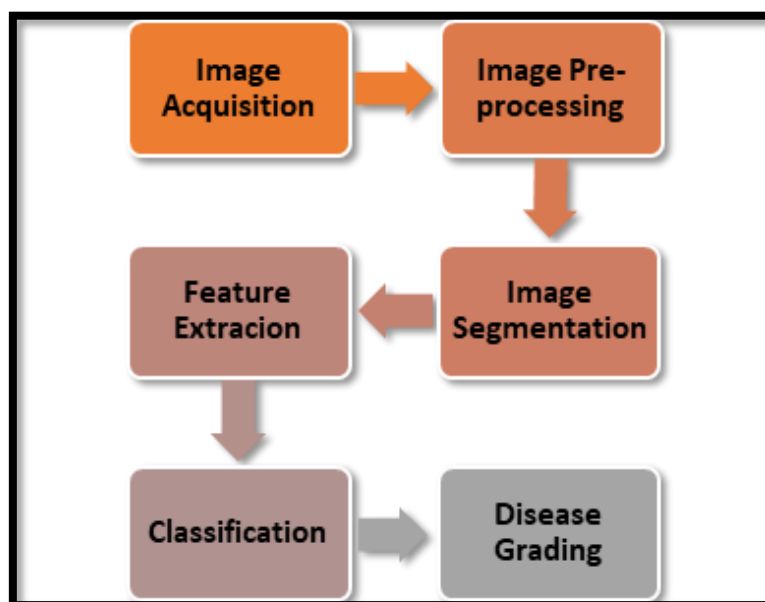 Image
Acquisition
Image Pre-
processing
Image
Segmentation
Feature
Extracion
Classification
Disease
Grading